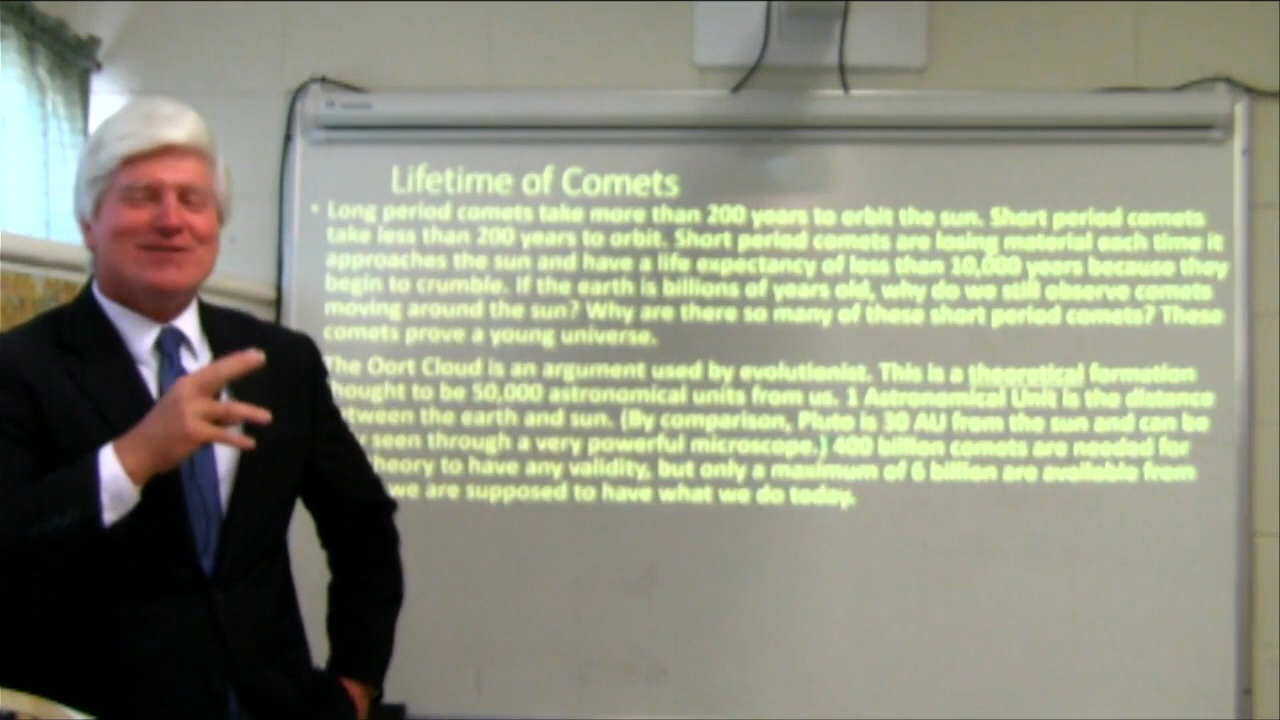 Lifetime of Comets
• Long period comets take more than 200 years to orbit the sun. Short period comets
take less than 200 years to orbit. Short period comets are losing material each time it
approaches the sun and have a life expectancy of less than 10,000 years because they
begin to crumble. If the earth is billions of years old, why do we still observe comets
moving around the sun? Why are there so many of these short period comets? These
comets prove a young universe.
The Oort Cloud is an argument used by evolutionist. This is a theoretical formation
hought to be 50,000 astronomical units from us. 1 Astronomical Unit is the distance
tween the earth and sun. (By comparison, Pluto is 30 AU from the sun and can be
seen through a very powerful microscope.) 400 billion comets are needed for
heory to have any validity, but only a maximum of 6 billion are available from
we are supposed to have what we do today.